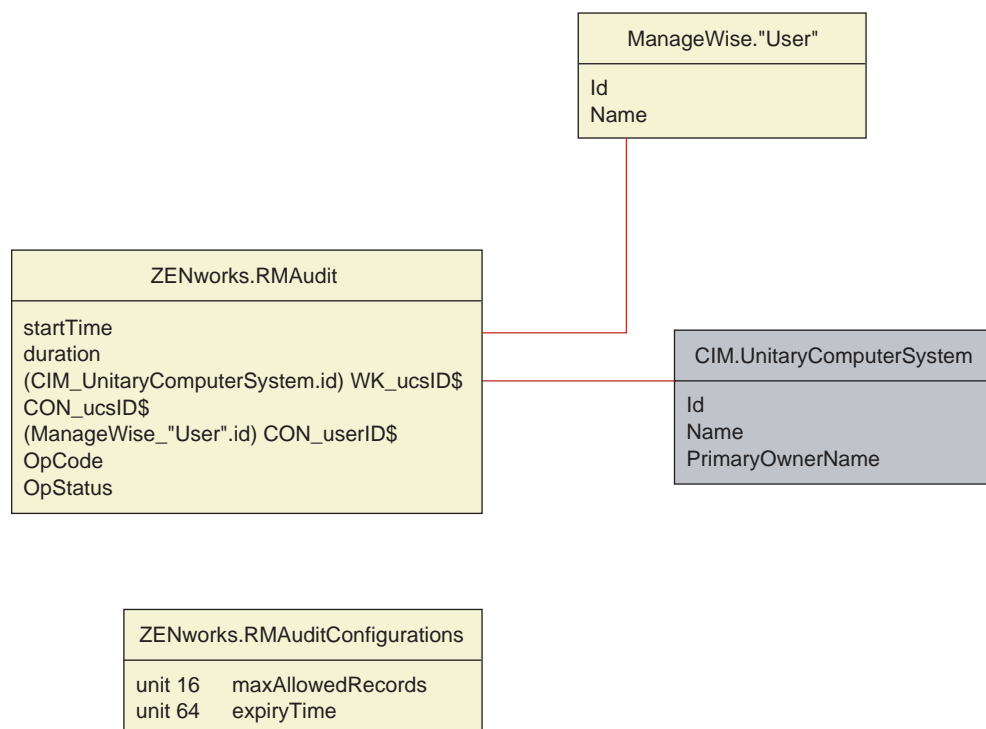 ManageWise."User"
Id
Name
ZENworks.RMAudit
startTime
duration
(CIM_UnitaryComputerSystem.id) WK_ucsID$
CON_ucsID$
(ManageWise_"User".id) CON_userID$
OpCode
OpStatus
CIM.UnitaryComputerSystem
Id
Name
PrimaryOwnerName
ZENworks.RMAuditConfigurations
unit 16 maxAllowedRecords
unit 64 expiryTime